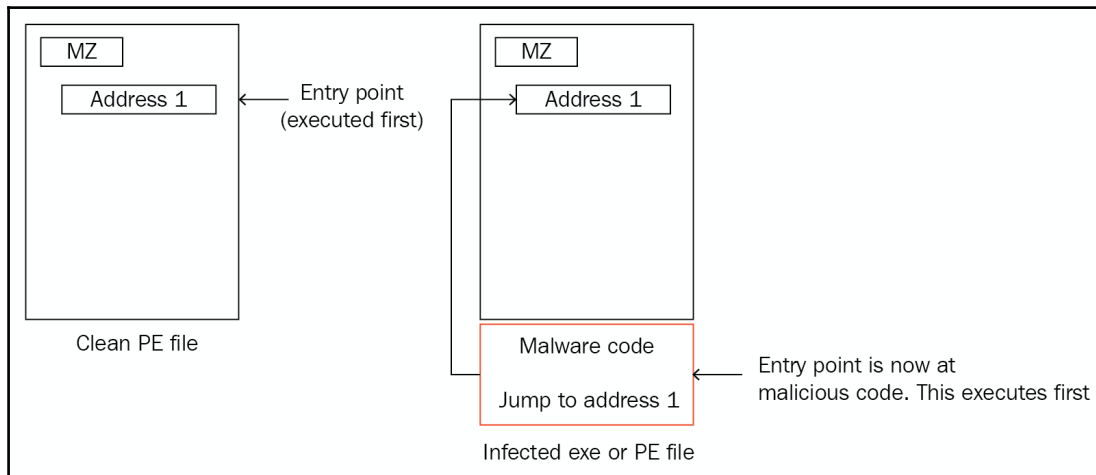 MZ
Address 1
Entry point
(executed first)
Clean PE file
MZ
Address 1
Malware code
Jump to address 1
Entry point is now at
malicious code. This executes first
Infected exe or PE file